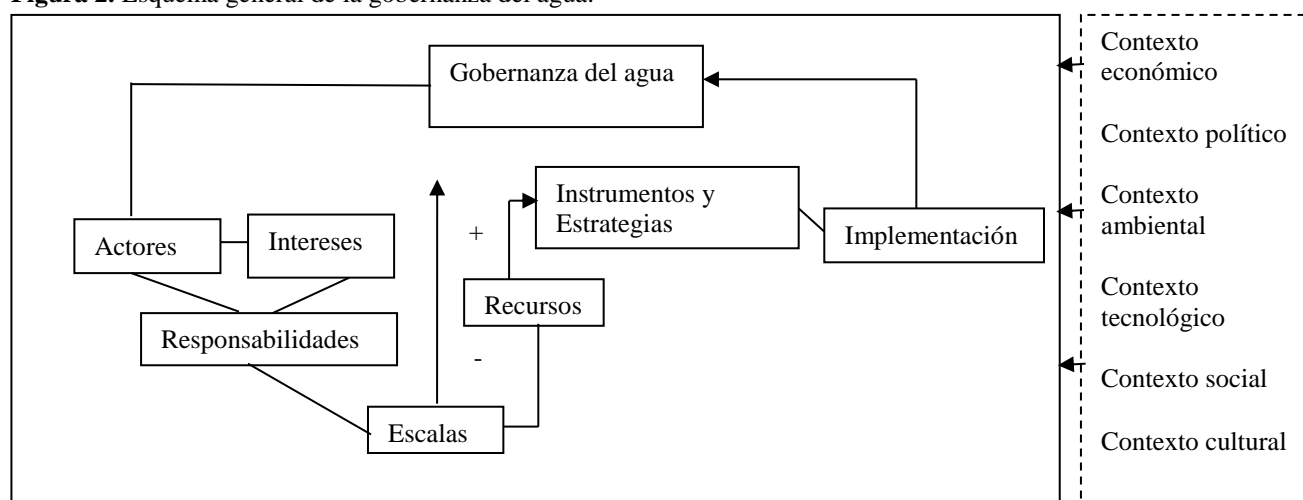 Figura 2. Esquema general de la gobernanza del agua.
Gobernanza del agua
Instrumentos y
Estrategias
Actores
Intereses
Implementación
+
Recursos
Responsabilidades
-
Escalas
Contexto
económico
Contexto político
Contexto
ambiental
Contexto
tecnológico
Contexto social
Contexto cultural